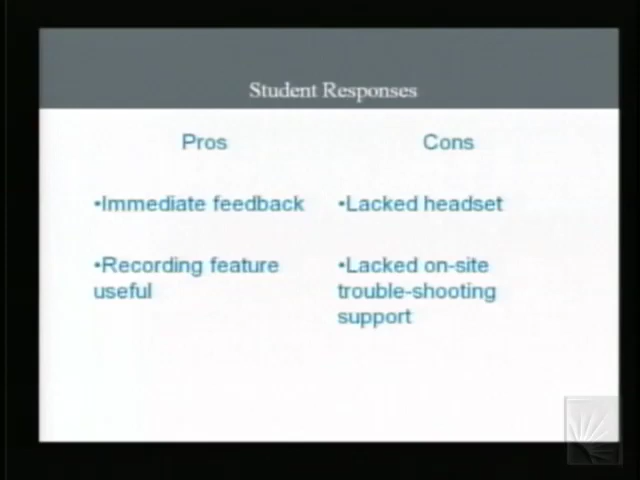 Student Responses
Pros
Cons
•Immediate feedback
•Lacked headset
•Recording feature
useful
•Lacked on-site
trouble-shooting
support